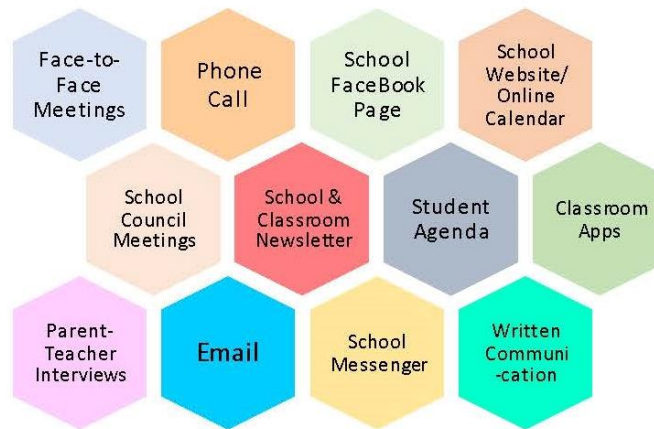 Face-to-
Face
Meetings
Phone
Call
School
FaceBook
Page
School
Website/
Online
Calendar
School
Council
Meetings
School &
Classroom
Newsletter
Student
Agenda
Classroom
Apps
Parent-
Teacher
Interviews
Email
School
Messenger
Written
Communi
-cation